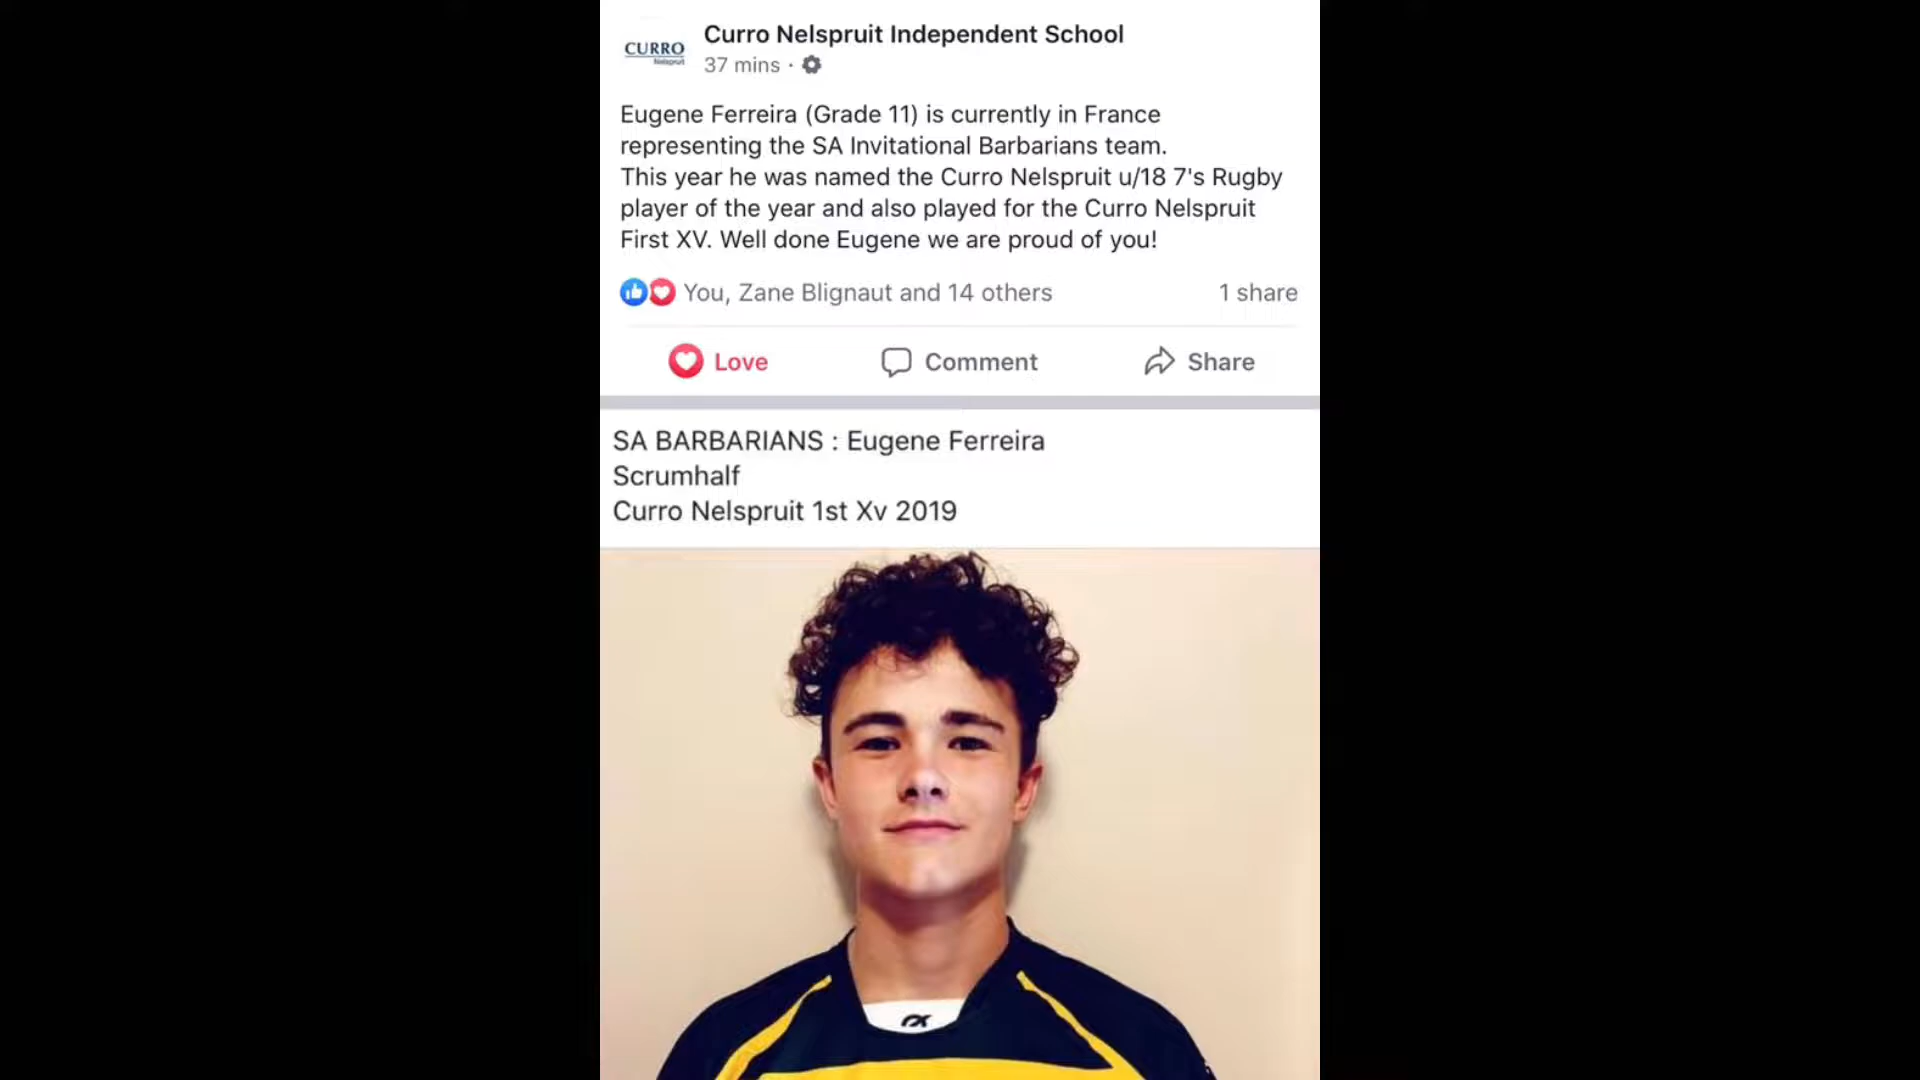 CURRO
Nelspruit
Curro Nelspruit Independent School
37 mins ·
Eugene Ferreira (Grade 11) is currently in France
representing the SA Invitational Barbarians team.
This year he was named the Curro Nelspruit u/18 7's Rugby
player of the year and also played for the Curro Nelspruit
First XV. Well done Eugene we are proud of you!
You, Zane Blignaut and 14 others 1 share
Love Comment Share
SA BARBARIANS : Eugene Ferreira
Scrumhalf
Curro Nelspruit 1st Xv 2019